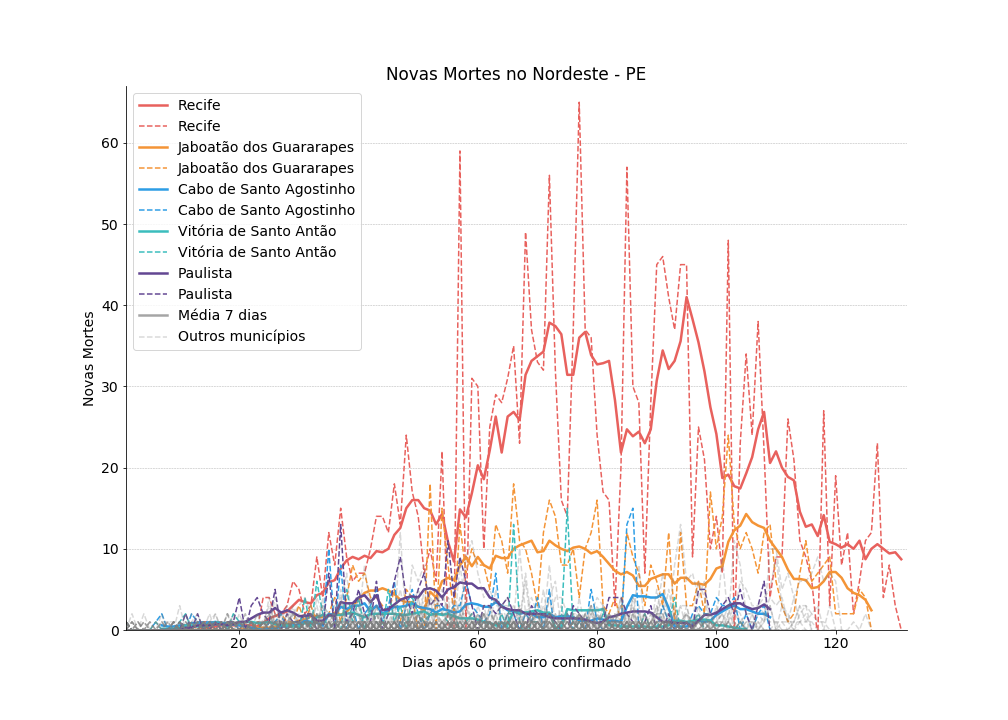 Novas Mortes no Nordeste - PE
Recife
Recife
Jaboatão dos Guararapes
Jaboatão dos Guararapes
Cabo de Santo Agostinho
Cabo de Santo Agostinho
Vitória de Santo Antão
Vitória de Santo Antão
Paulista
Paulista
Média 7 dias
Outros municípios
Novas Mortes
60
50
40
30
20
10
0
20 40 60 80 100 120
Dias após o primeiro confirmado